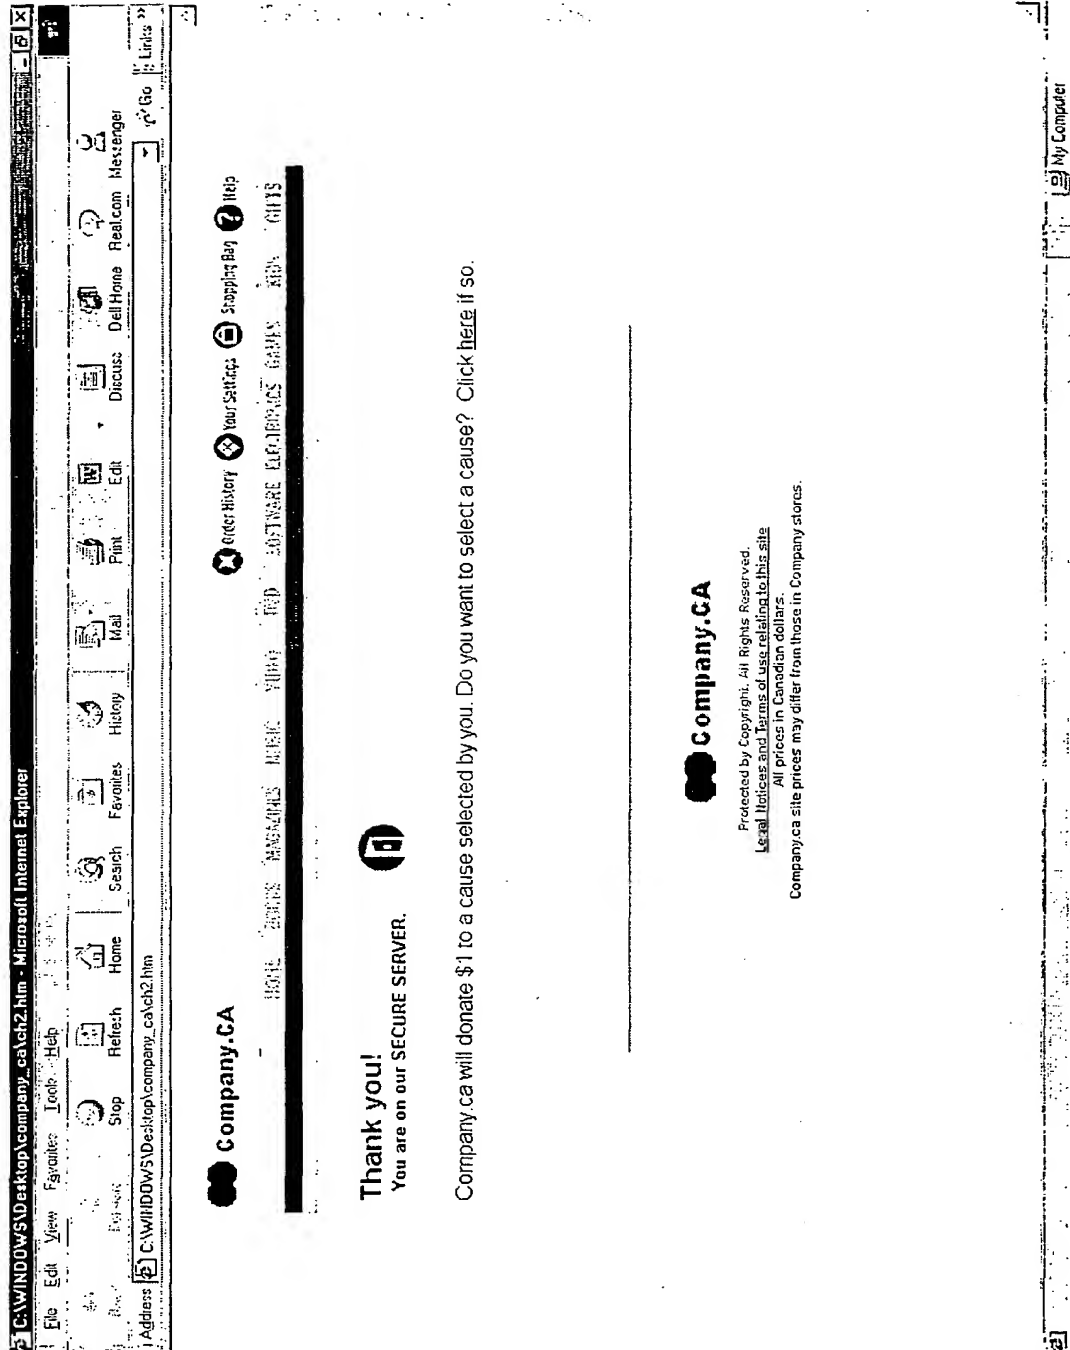 C:\WINDOWS\Desktop\company_ca\ch2.htm - Microsoft Internet Explorer
File Edit View Favorites Tools Help
Stop Refresh Home Search Favorites History Mail Print Edit Discuss Dell Home Real.com Messenger
Address C:\WINDOWS\Desktop\company_ca\ch2.htm Go Links »
Company.CA Order History Your Settings Shopping Bag Help
HOME BOOKS MAGAZINES MUSIC VIDEO DVD SOFTWARE ELECTRONICS GAMES KIDS GIFTS
Thank you!
You are on our SECURE SERVER.
Company.ca will donate $1 to a cause selected by you. Do you want to select a cause? Click here if so.
Company.CA
Protected by Copyright. All Rights Reserved.
Legal Notices and Terms of use relating to this site
All prices in Canadian dollars.
Company.ca site prices may differ from those in Company stores.
My Computer